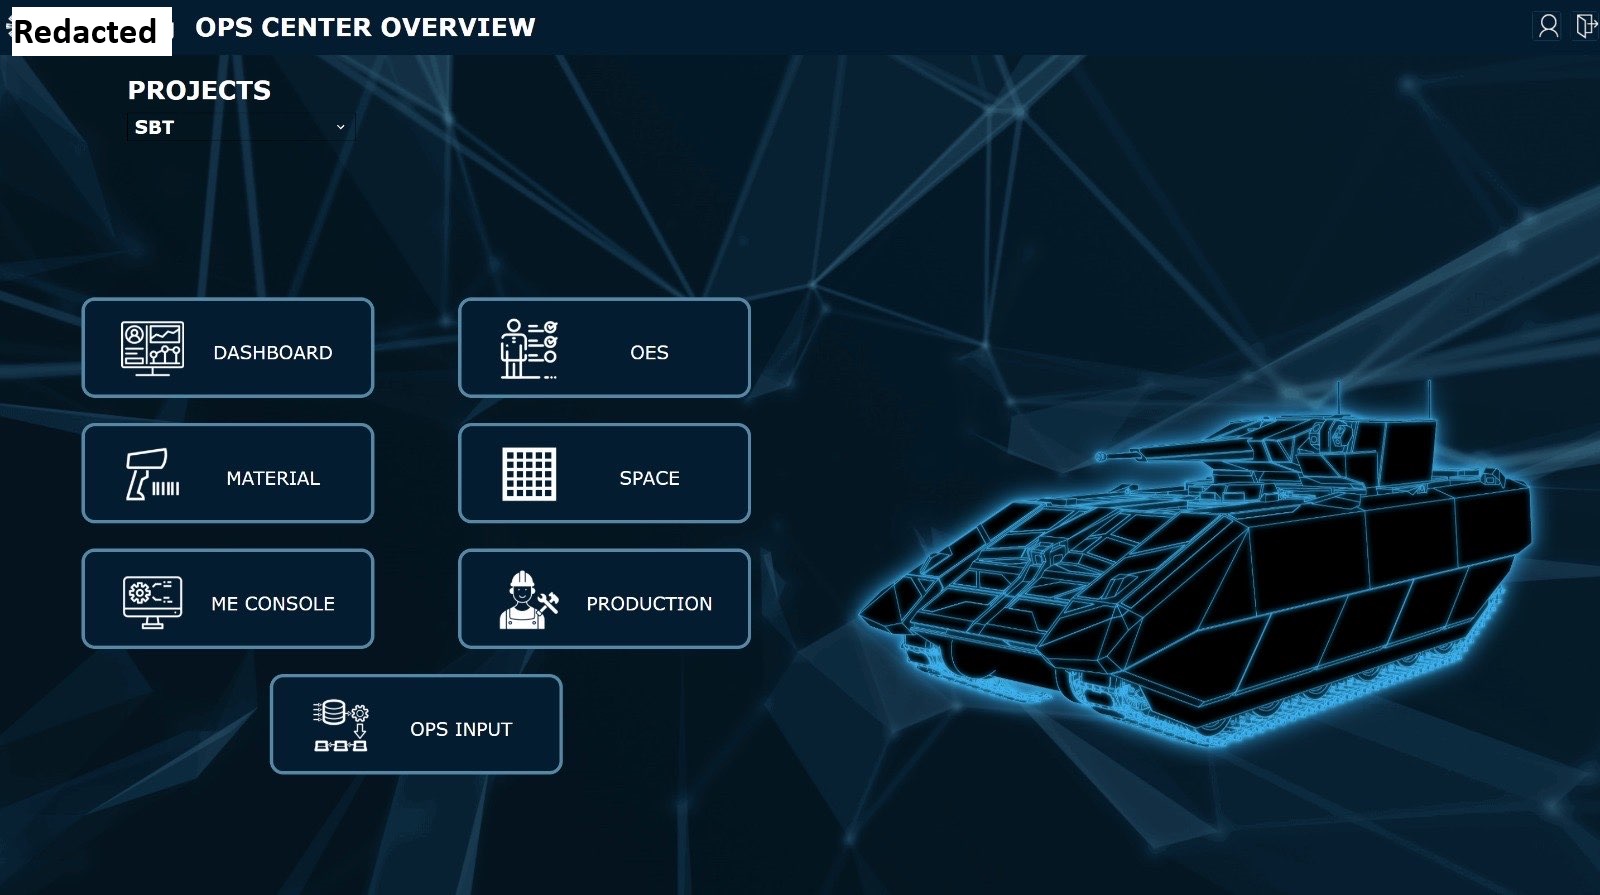 Redacted
OPS CENTER OVERVIEW
PROJECTS
SBT
DASHBOARD
OES
MATERIAL
SPACE
ME CONSOLE
PRODUCTION
OPS INPUT